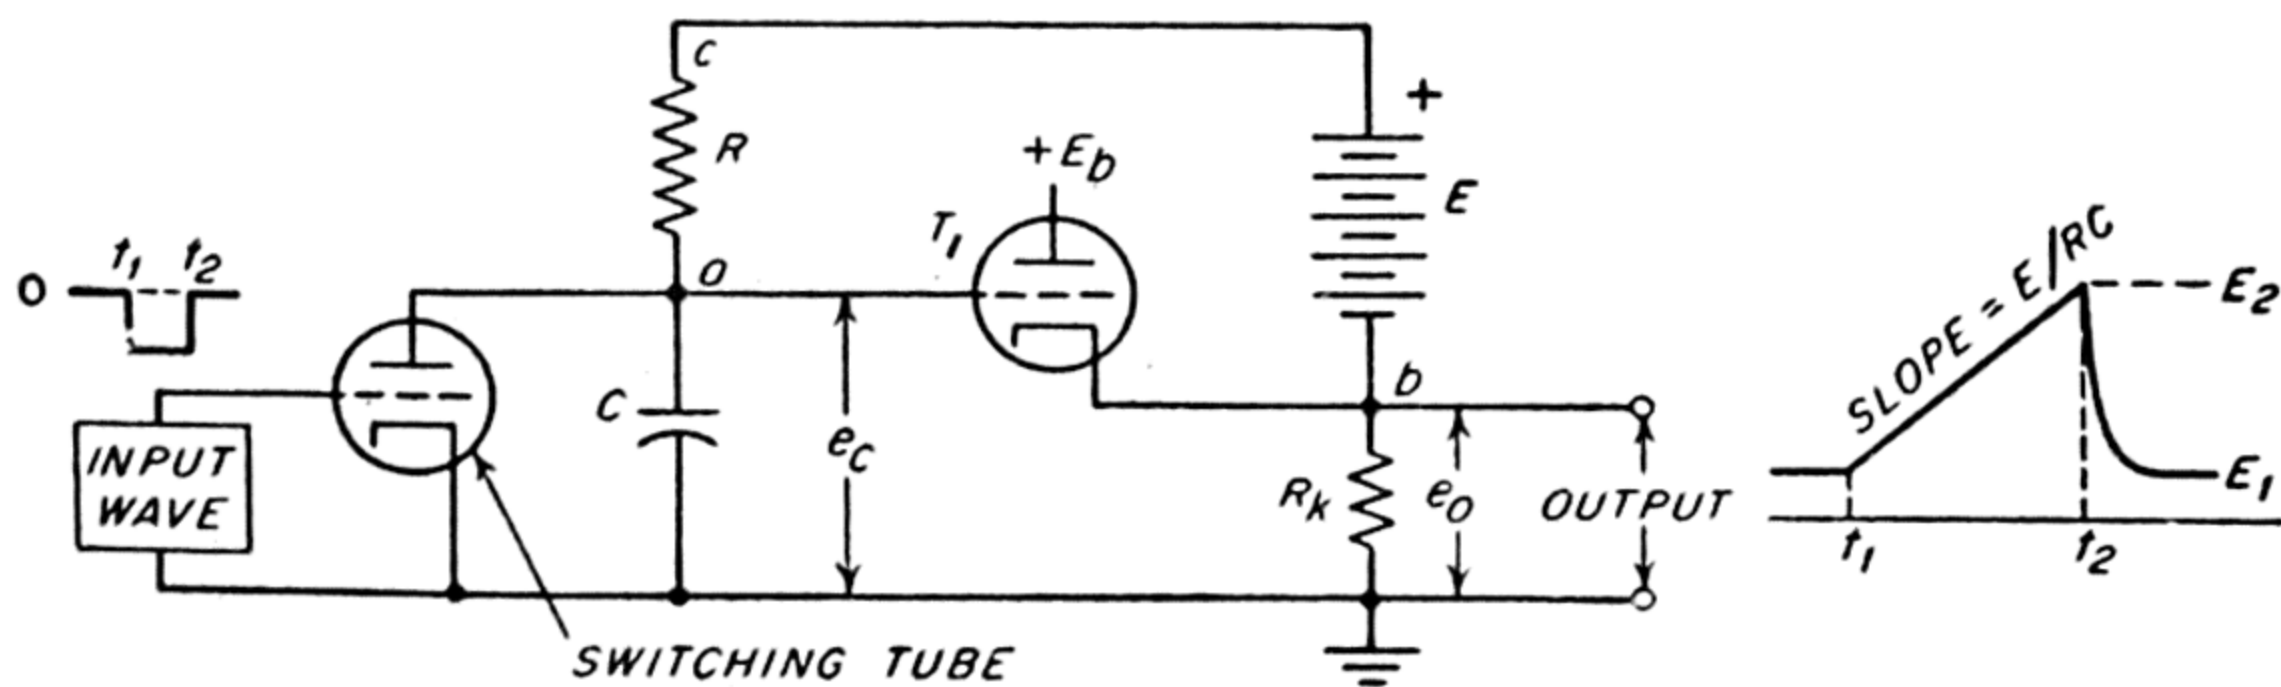 C
+
R
+Eb
E
T1
t1 t2
0
O
SLOPE = E/RC
E2
C
b
ec
INPUT
WAVE
Rk
eo
OUTPUT
E1
t1
t2
SWITCHING TUBE